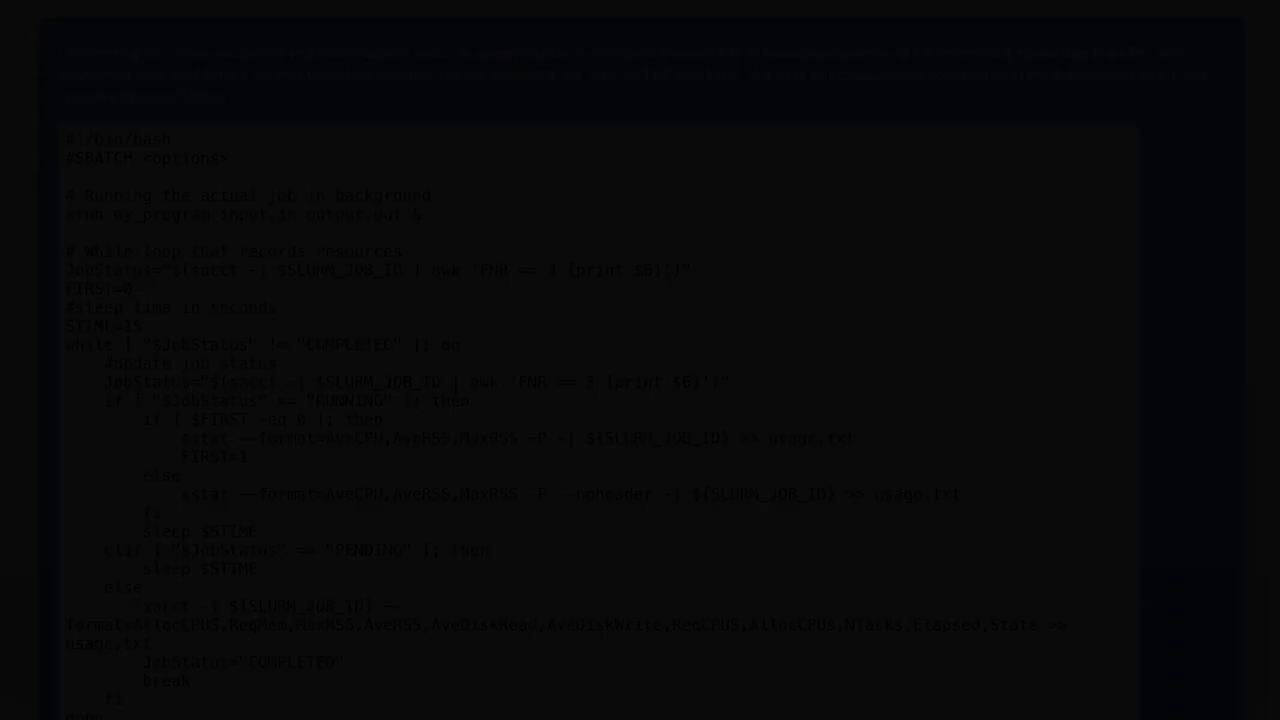 #!/bin/bash
#SBATCH <options>
# Running the actual job in background
srun my_program input.in output.out &
# While loop that records resources
JobStatus="$(sacct -j $SLURM_JOB_ID | awk 'FNR == 3 {print $6}')"
FIRST=0
#sleep time in seconds
STIME=15
while [ "$JobStatus" != "COMPLETED" ]; do
#update job status
JobStatus="$(sacct -j $SLURM_JOB_ID | awk 'FNR == 3 {print $6}')"
if [ "$JobStatus" == "RUNNING" ]; then
if [ $FIRST -eq 0 ]; then
sstat --format=AveCPU,AveRSS,MaxRSS -P -j ${SLURM_JOB_ID} >> usage.txt
FIRST=1
else
sstat --format=AveCPU,AveRSS,MaxRSS -P --noheader -j ${SLURM_JOB_ID} >> usage.txt
fi
sleep $STIME
elif [ "$JobStatus" == "PENDING" ]; then
sleep $STIME
else
sacct -j ${SLURM_JOB_ID} --
format=AllocCPUS,ReqMem,MaxRSS,AveRSS,AveDiskRead,AveDiskWrite,ReqCPUS,AllocCPUs,NTasks,Elapsed,State >>
usage.txt
JobStatus="COMPLETED"
break
fi
done